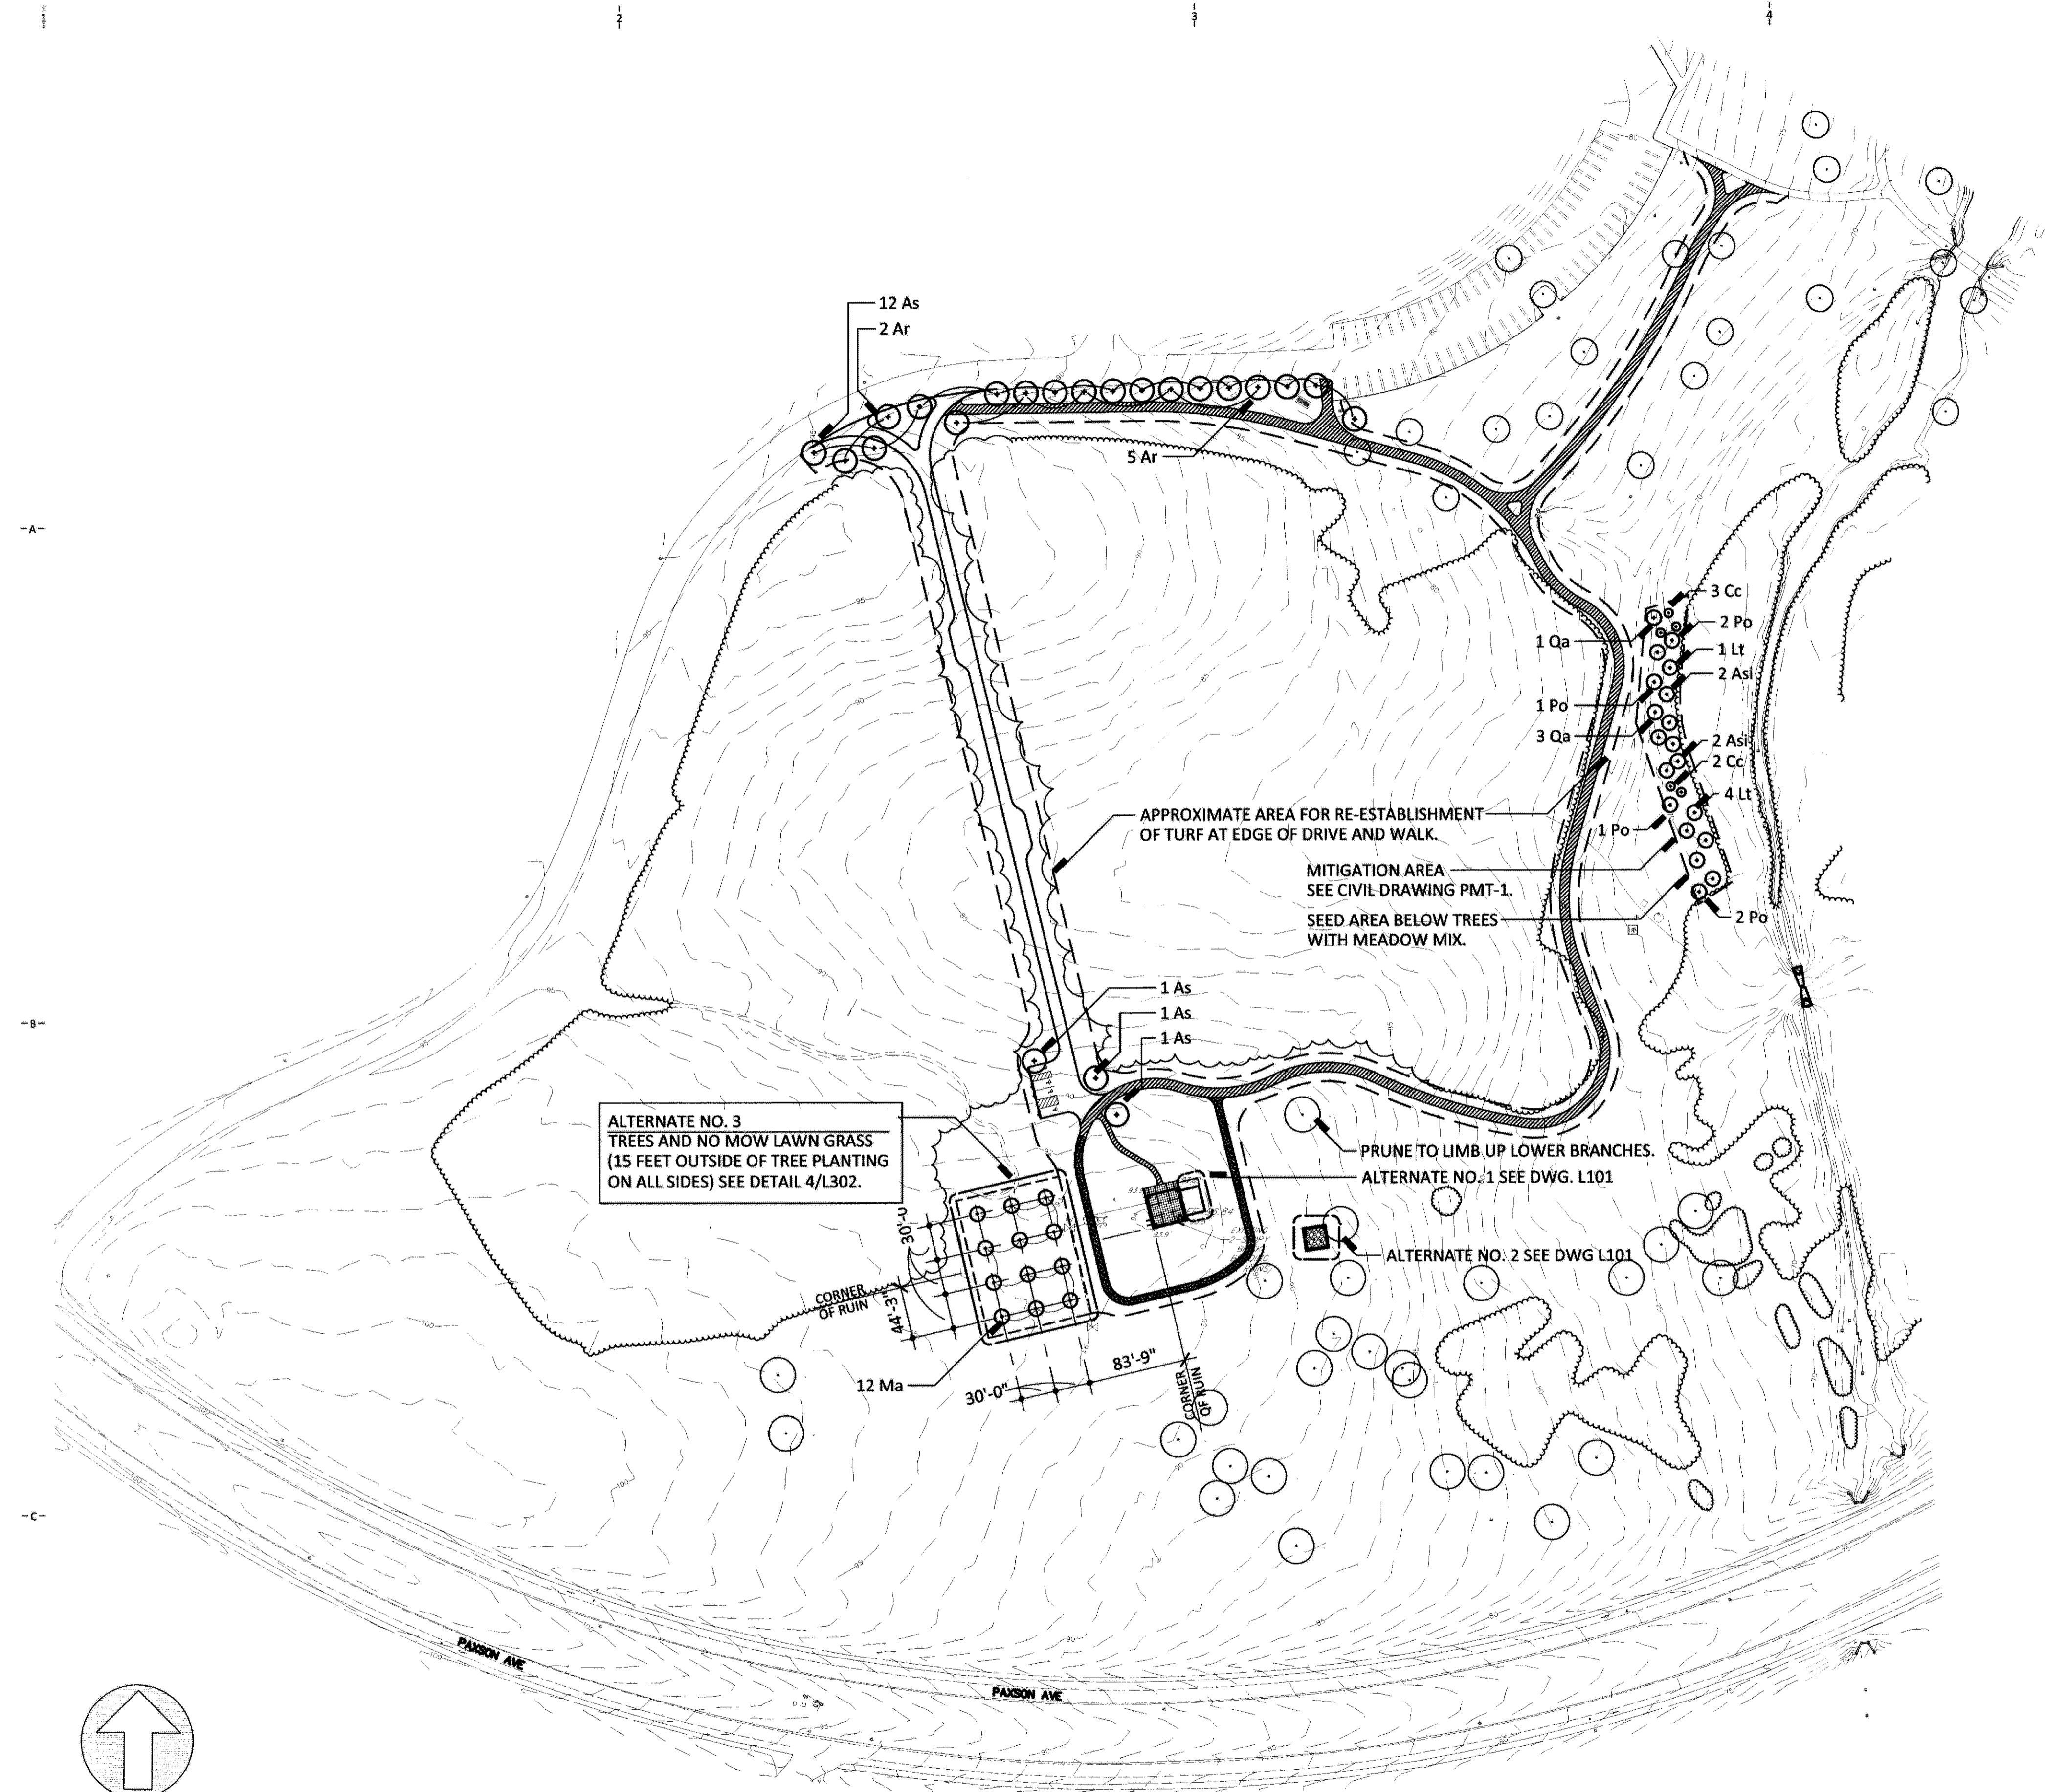 1
2
3
4
12 As
2 Ar
5 Ar
-A-
3 Cc
2 Po
1 Qa
1 Lt
2 Asi
1 Po
3 Qa
2 Asi
2 Cc
4 Lt
1 Po
APPROXIMATE AREA FOR RE-ESTABLISHMENT
OF TURF AT EDGE OF DRIVE AND WALK.
MITIGATION AREA
SEE CIVIL DRAWING PMT-1.
SEED AREA BELOW TREES
WITH MEADOW MIX.
2 Po
1 As
1 As
1 As
-B-
ALTERNATE NO. 3
TREES AND NO MOW LAWN GRASS
(15 FEET OUTSIDE OF TREE PLANTING
ON ALL SIDES) SEE DETAIL 4/L302.
PRUNE TO LIMB UP LOWER BRANCHES.
ALTERNATE NO. 1 SEE DWG. L101
ALTERNATE NO. 2 SEE DWG L101
30'-0"
CORNER
OF RUIN
44'-3"
83'-9"
12 Ma
30'-0"
CORNER
OF RUIN
-C-
PAXSON AVE
PAXSON AVE